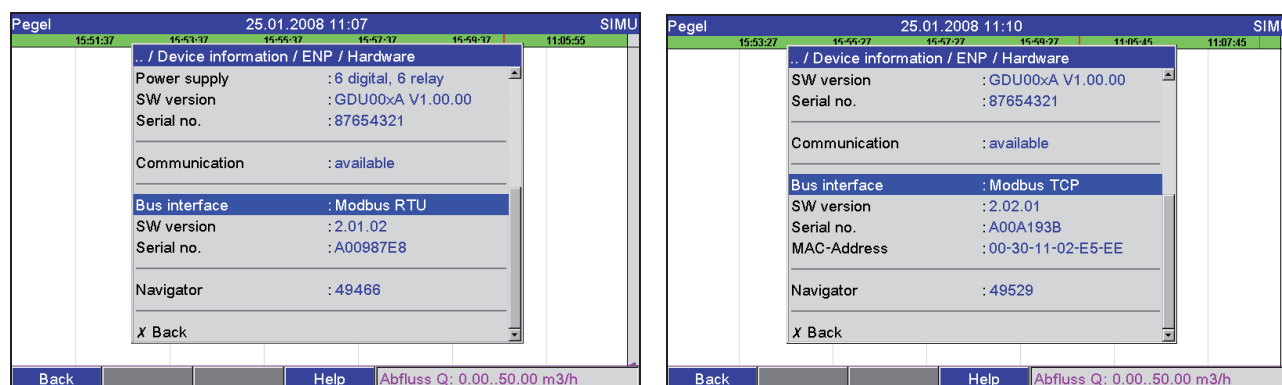 Pegel 25.01.2008 11:07 SIMU
15:51:37 15:53:37 15:55:37 15:57:37 15:59:37 11:05:55
.. / Device information / ENP / Hardware
Power supply : 6 digital, 6 relay
SW version : GDU00xA V1.00.00
Serial no. : 87654321
Communication : available
Bus interface : Modbus RTU
SW version : 2.01.02
Serial no. : A00987E8
Navigator : 49466
X Back
Back Help Abfluss Q: 0.00..50.00 m3/h
Pegel 25.01.2008 11:10 SIMU
15:53:27 15:55:27 15:57:27 15:59:27 11:05:45 11:07:45
.. / Device information / ENP / Hardware
SW version : GDU00xA V1.00.00
Serial no. : 87654321
Communication : available
Bus interface : Modbus TCP
SW version : 2.02.01
Serial no. : A00A193B
MAC-Address : 00-30-11-02-E5-EE
Navigator : 49529
X Back
Back Help Abfluss Q: 0.00..50.00 m3/h